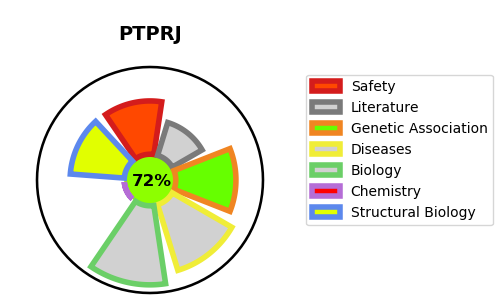 PTPRJ
72%
Safety
Literature
Genetic Association
Diseases
Biology
Chemistry
Structural Biology